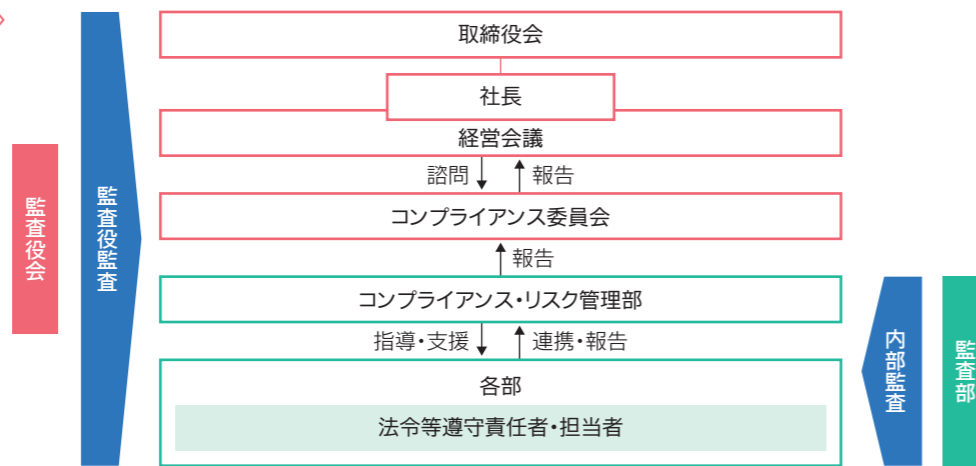 取締役会
社長
経営会議
諮問
報告
コンプライアンス委員会
報告
コンプライアンス・リスク管理部
指導・支援
連携・報告
各部
法令等遵守責任者・担当者
監査役会
監査役監査
内部監査
監査部